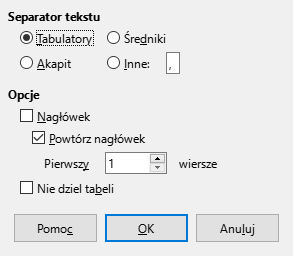 Separator tekstu
Tabulatory Średniki
Akapit Inne: ,
Opcje
Nagłówek
Powtórz nagłówek
Pierwszy 1 wiersze
Nie dziel tabeli
Pomoc OK Anuluj